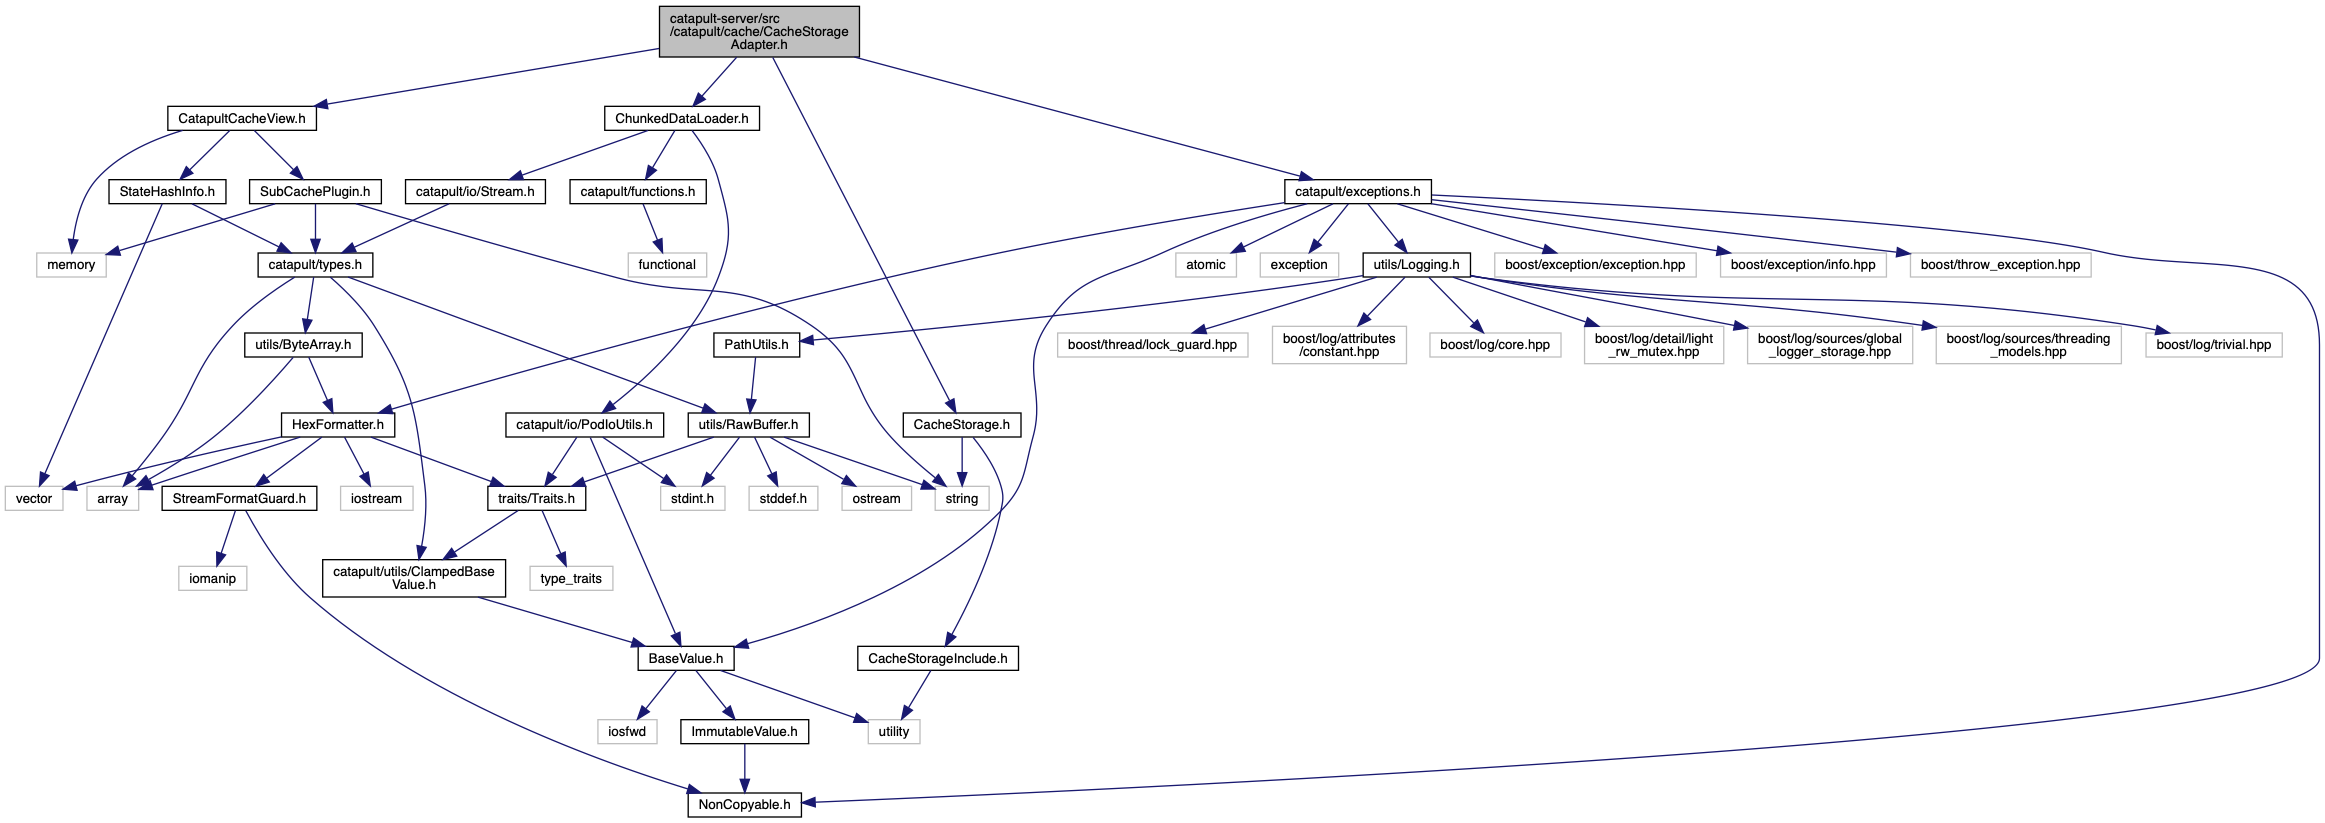 catapult-server/src
/catapult/cache/CacheStorage
Adapter.h
CatapultCacheView.h
ChunkedDataLoader.h
StateHashInfo.h
SubCachePlugin.h
catapult/io/Stream.h
catapult/functions.h
catapult/exceptions.h
memory
catapult/types.h
functional
atomic
exception
utils/Logging.h
boost/exception/exception.hpp
boost/exception/info.hpp
boost/throw_exception.hpp
utils/ByteArray.h
PathUtils.h
boost/thread/lock_guard.hpp
boost/log/attributes
/constant.hpp
boost/log/core.hpp
boost/log/detail/light
_rw_mutex.hpp
boost/log/sources/global
_logger_storage.hpp
boost/log/sources/threading
_models.hpp
boost/log/trivial.hpp
HexFormatter.h
catapult/io/PodIoUtils.h
utils/RawBuffer.h
CacheStorage.h
vector
array
StreamFormatGuard.h
iostream
traits/Traits.h
stdint.h
stddef.h
ostream
string
iomanip
catapult/utils/ClampedBase
Value.h
type_traits
BaseValue.h
CacheStorageInclude.h
iosfwd
ImmutableValue.h
utility
NonCopyable.h